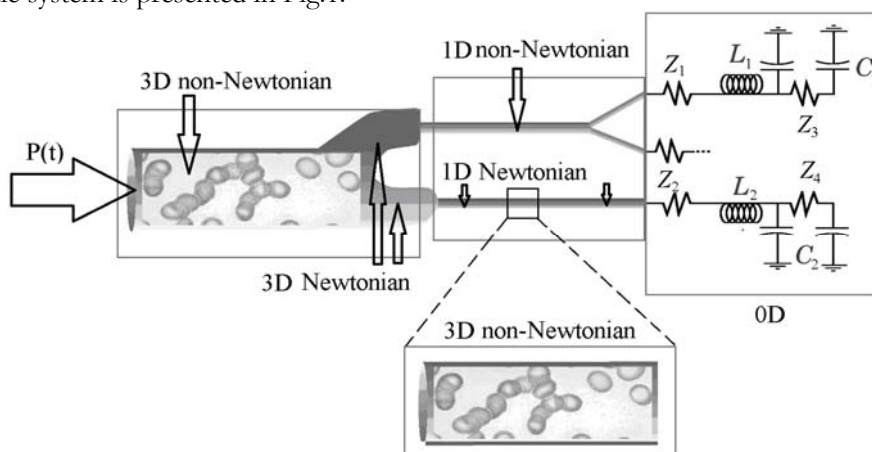 ne system is presented in Fig.1.
1D non-Newtonian
3D non-Newtonian
P(t)
Z₁
L₁
C
Z₃
1D Newtonian
Z₂
L₂
Z₄
C₂
3D Newtonian
0D
3D non-Newtonian